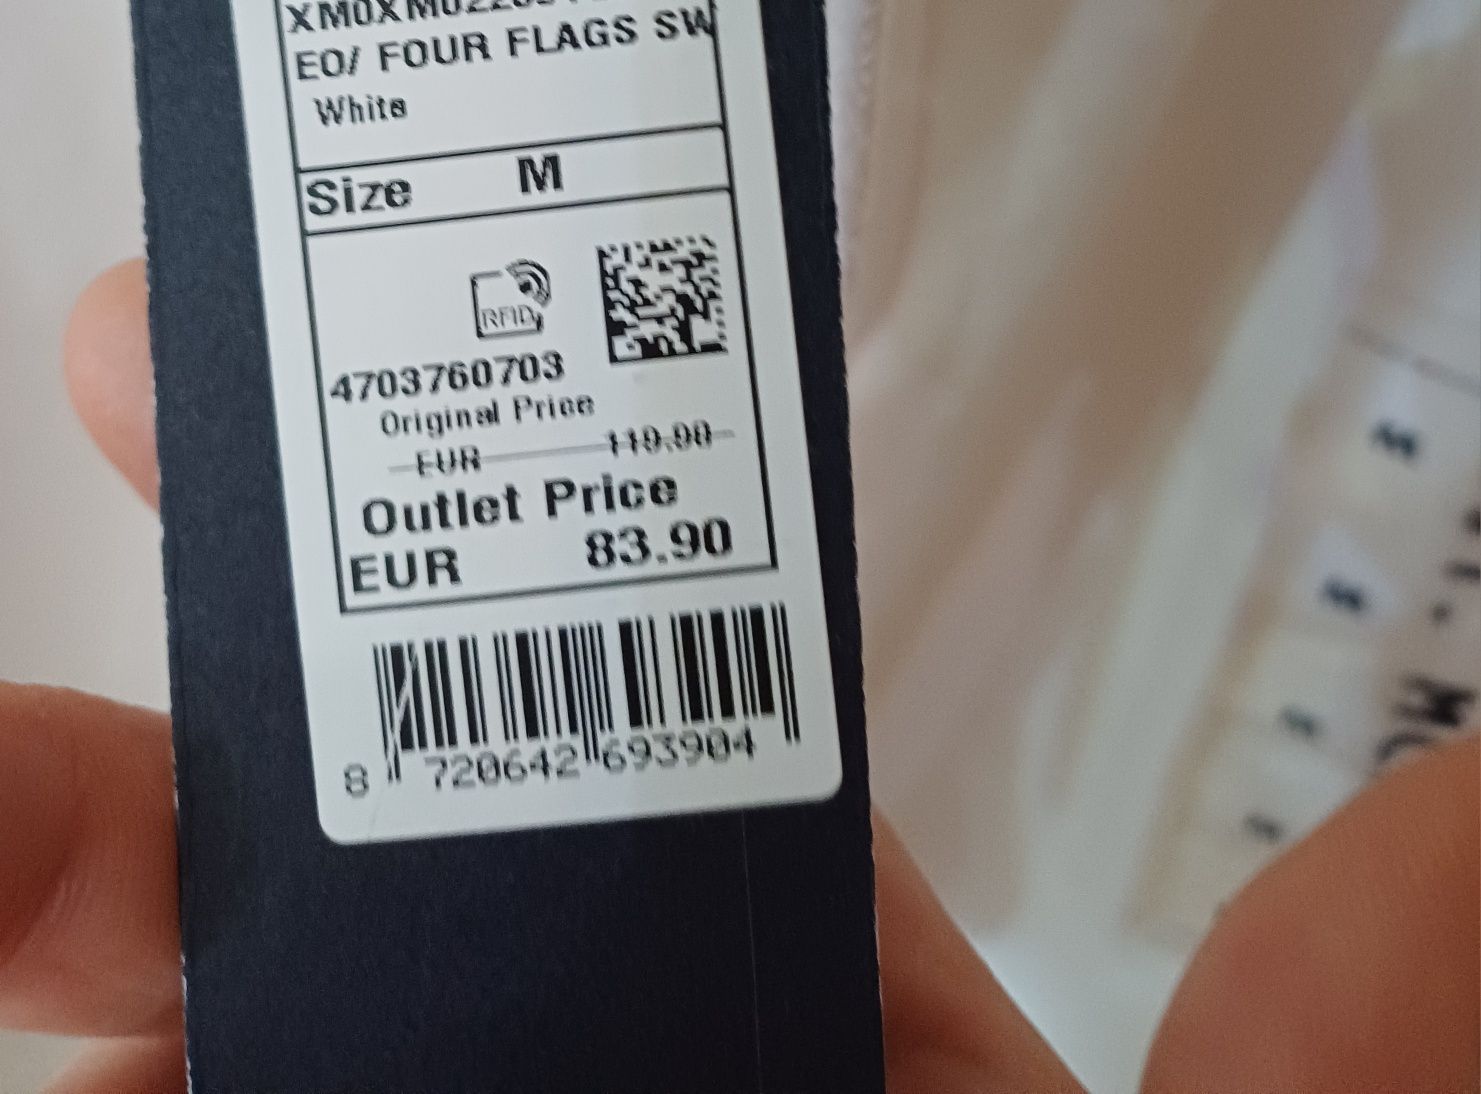 EO/ FOUR FLAGS SW
White
Size M
RFID
4703760703
Original Price
EUR 119.90
Outlet Price
EUR 83.90
8 720642 693904